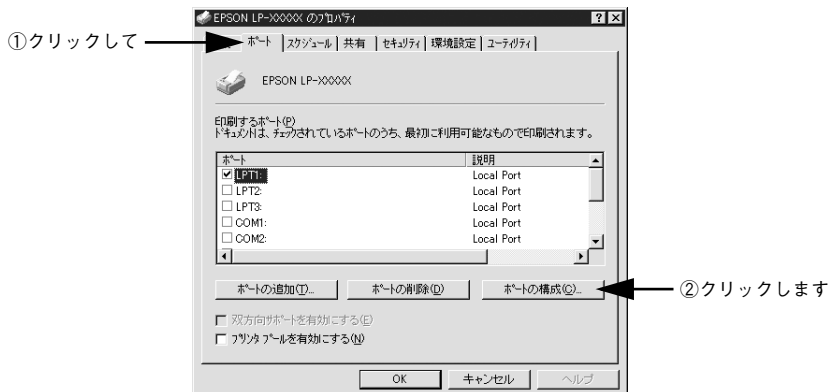 EPSON LP-XXXXX のプロパティ
①クリックして
ポート
スケジュール
共有
セキュリティ
環境設定
ユーティリティ
EPSON LP-XXXXX
印刷するポート(P)
ドキュメントは、チェックされているポートのうち、最初に利用可能なもので印刷されます。
ポート 説明
LPT1: Local Port
LPT2: Local Port
LPT3: Local Port
COM1: Local Port
COM2: Local Port
ポートの追加(T)... ポートの削除(D) ポートの構成(C)...
②クリックします
双方向サポートを有効にする(E)
プリンタ プールを有効にする(N)
OK キャンセル ヘルプ